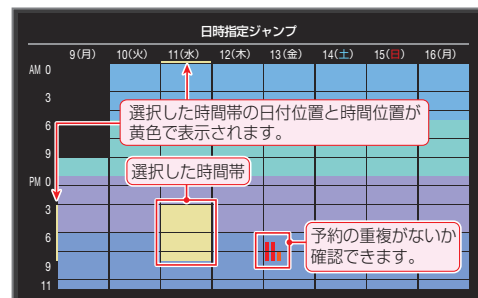 日時指定ジャンプ
9(月) 10(火) 11(水) 12(木) 13(金) 14(土) 15(日) 16(月)
AM 0
3
選択した時間帯の日付位置と時間位置が
6
黄色で表示されます。
9
選択した時間帯
PM 0
3
予約の重複がないか
6
確認できます。
9
11